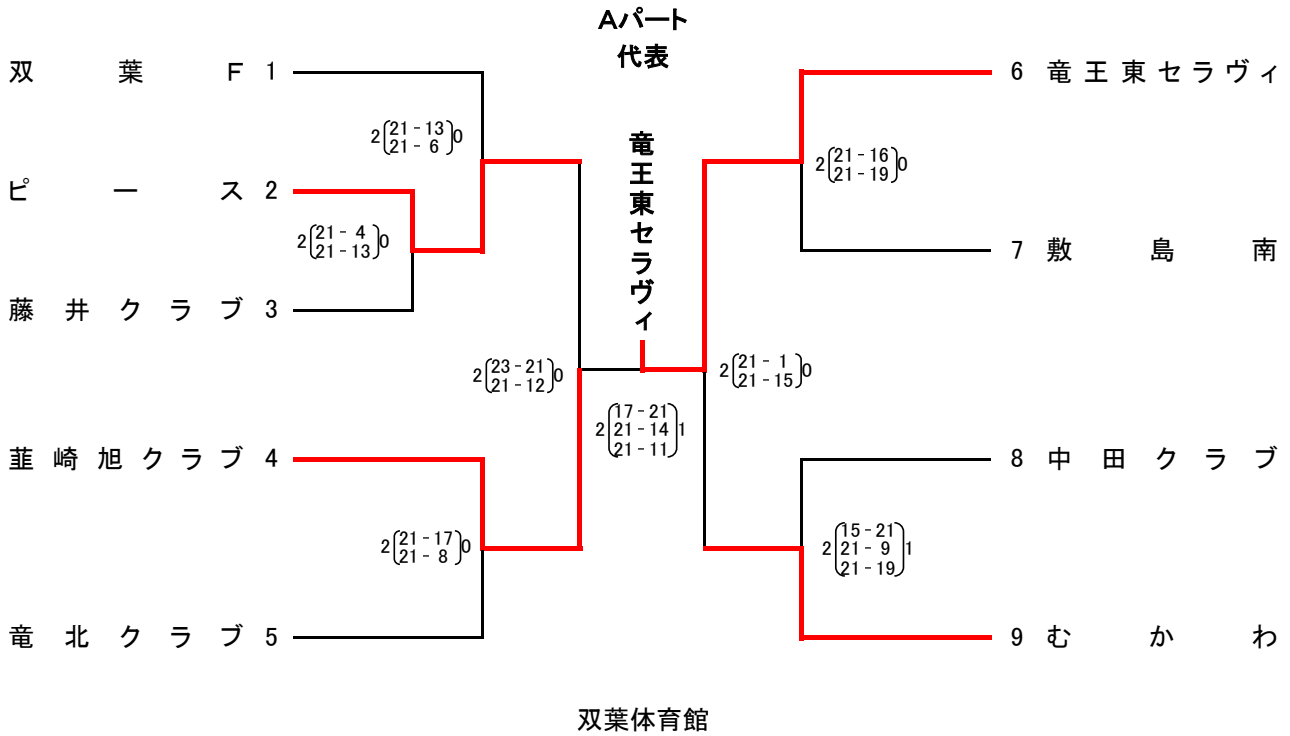 Aパート
代表
竜王東セラヴィ
双葉F 1
2 21-13 0
21-6
ピース 2
2 21-4 0
21-13
藤井クラブ 3
2 23-21 0
21-12
韮崎旭クラブ 4
2 21-17 0
21-8
竜北クラブ 5
17-21
2 21-14 1
21-11
6 竜王東セラヴィ
2 21-16 0
21-19
7 敷島南
2 21-1 0
21-15
8 中田クラブ
15-21
2 21-9 1
21-19
9 むかわ
双葉体育館